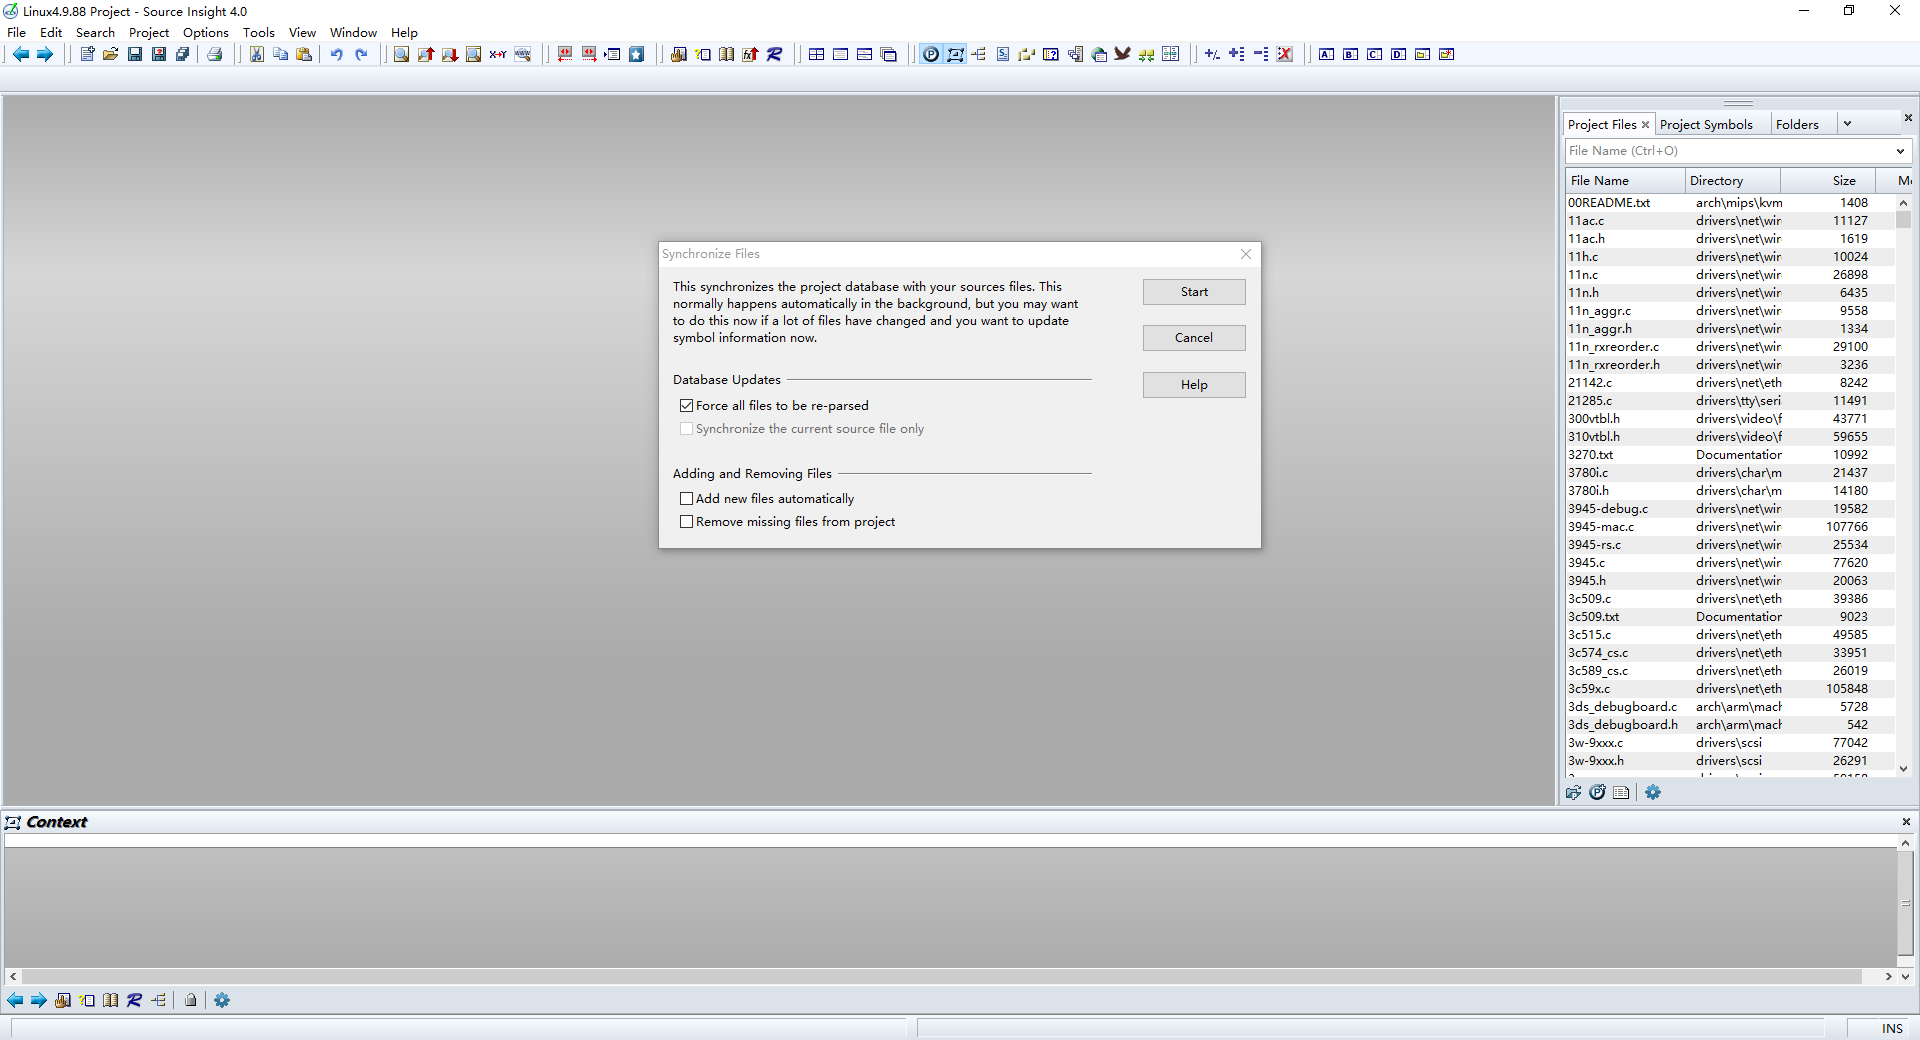 Linux4.9.88 Project - Source Insight 4.0
File Edit Search Project Options Tools View Window Help
Project Files Project Symbols Folders
File Name (Ctrl+O)
File Name Directory Size
00README.txt arch\mips\kvm 1408
11ac.c drivers\net\wir 11127
11ac.h drivers\net\wir 1619
11h.c drivers\net\wir 10024
11n.c drivers\net\wir 26898
11n.h drivers\net\wir 6435
11n_aggr.c drivers\net\wir 9558
11n_aggr.h drivers\net\wir 1334
11n_rxreorder.c drivers\net\wir 29100
11n_rxreorder.h drivers\net\wir 3236
21142.c drivers\net\eth 8242
21285.c drivers\tty\seri 11491
300vtbl.h drivers\video\f 43771
310vtbl.h drivers\video\f 59655
3270.txt Documentation 10992
3780i.c drivers\char\m 21437
3780i.h drivers\char\m 14180
3945-debug.c drivers\net\wir 19582
3945-mac.c drivers\net\wir 107766
3945-rs.c drivers\net\wir 25534
3945.c drivers\net\wir 77620
3945.h drivers\net\wir 20063
3c509.c drivers\net\eth 39386
3c509.txt Documentation 9023
3c515.c drivers\net\eth 49585
3c574_cs.c drivers\net\eth 33951
3c589_cs.c drivers\net\eth 26019
3c59x.c drivers\net\eth 105848
3ds_debugboard.c arch\arm\mach 5728
3ds_debugboard.h arch\arm\mach 542
3w-9xxx.c drivers\scsi 77042
3w-9xxx.h drivers\scsi 26291
Synchronize Files
This synchronizes the project database with your sources files. This
normally happens automatically in the background, but you may want
to do this now if a lot of files have changed and you want to update
symbol information now.
Start
Cancel
Help
Database Updates
Force all files to be re-parsed
Synchronize the current source file only
Adding and Removing Files
Add new files automatically
Remove missing files from project
Context
INS